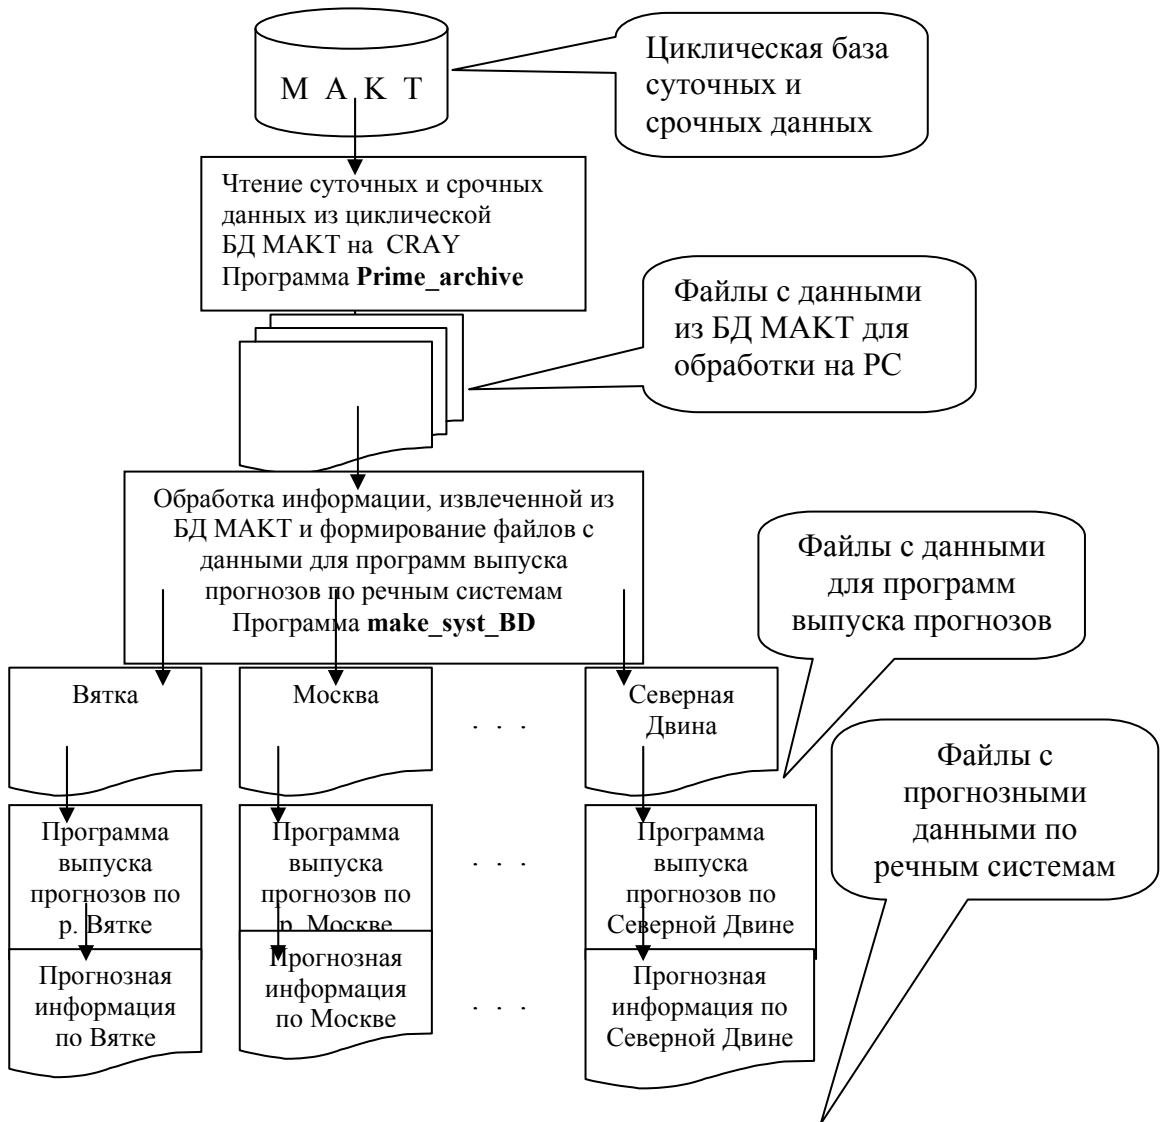 М А К Т
Циклическая база
суточных и
срочных данных
Чтение суточных и срочных
данных из циклической
БД МАКТ на CRAY
Программа Prime_archive
Файлы с данными
из БД МАКТ для
обработки на РС
Обработка информации, извлеченной из
БД МАКТ и формирование файлов с
данными для программ выпуска
прогнозов по речным системам
Программа make_syst_BD
Файлы с данными
для программ
выпуска прогнозов
Вятка
Москва
. . .
Северная
Двина
Файлы с
прогнозными
данными по
речным системам
Программа
выпуска
прогнозов по
р. Вятке
Программа
выпуска
прогнозов по
р. Москве
. . .
Программа
выпуска
прогнозов по
Северной Двине
Прогнозная
информация
по Вятке
Прогнозная
информация
по Москве
. . .
Прогнозная
информация по
Северной Двине